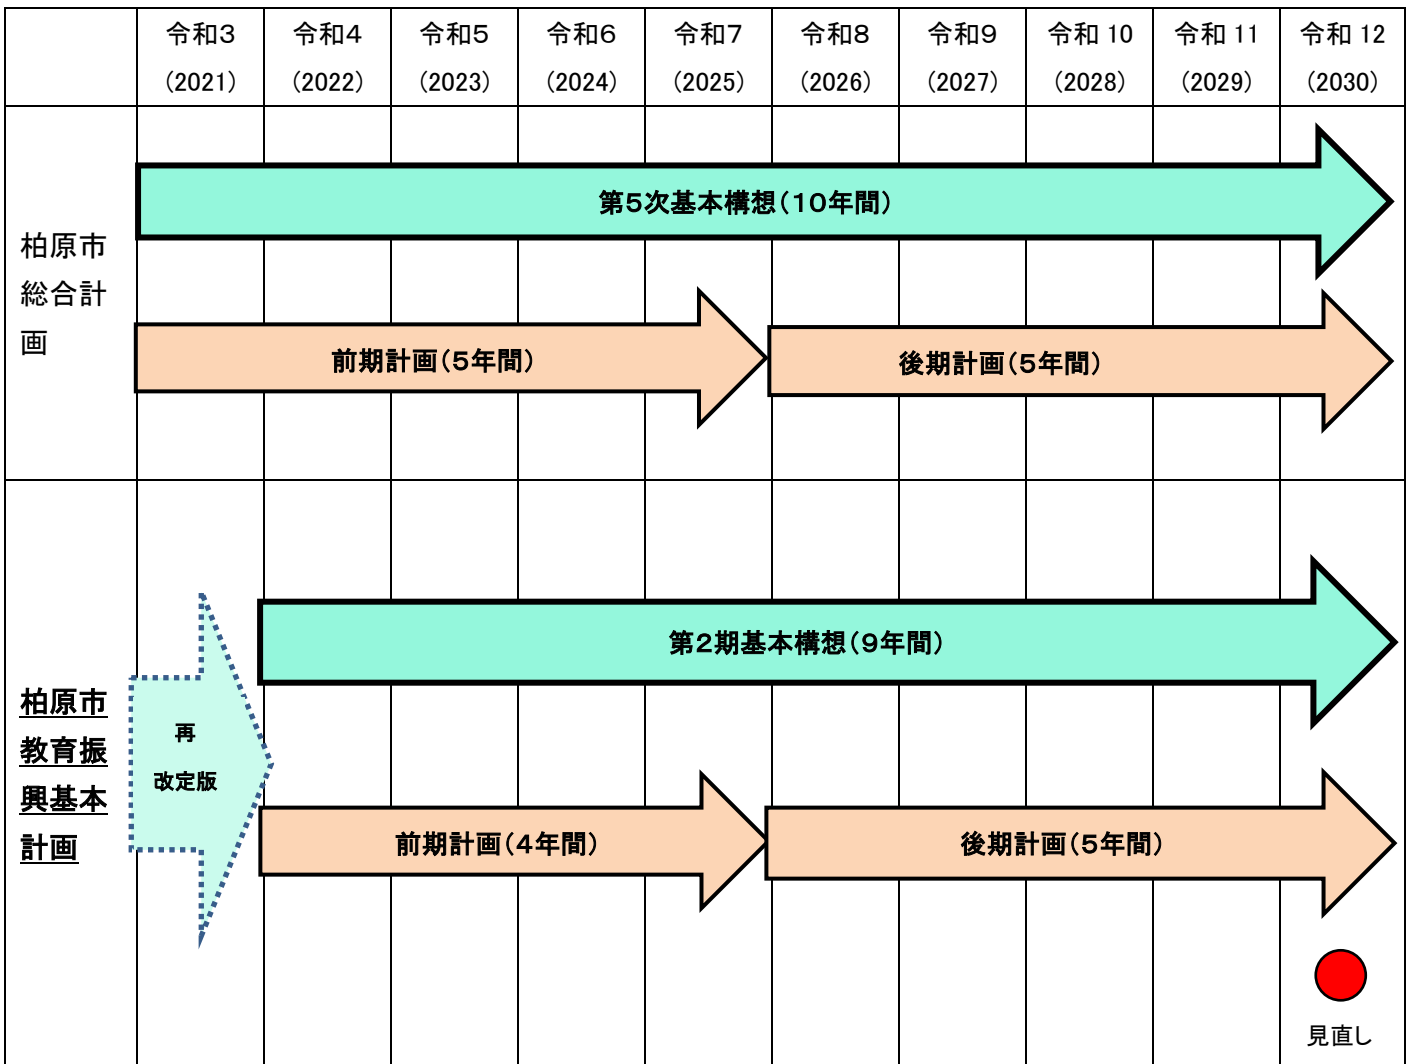 令和3 令和4 令和5 令和6 令和7 令和8 令和9 令和 10 令和 11 令和 12
(2021) (2022) (2023) (2024) (2025) (2026) (2027) (2028) (2029) (2030)
柏原市
総合計
画
第5次基本構想(10年間)
前期計画(5年間)
後期計画(5年間)
柏原市
教育振
興基本
計画
再
改定版
第2期基本構想(9年間)
前期計画(4年間)
後期計画(5年間)
見直し